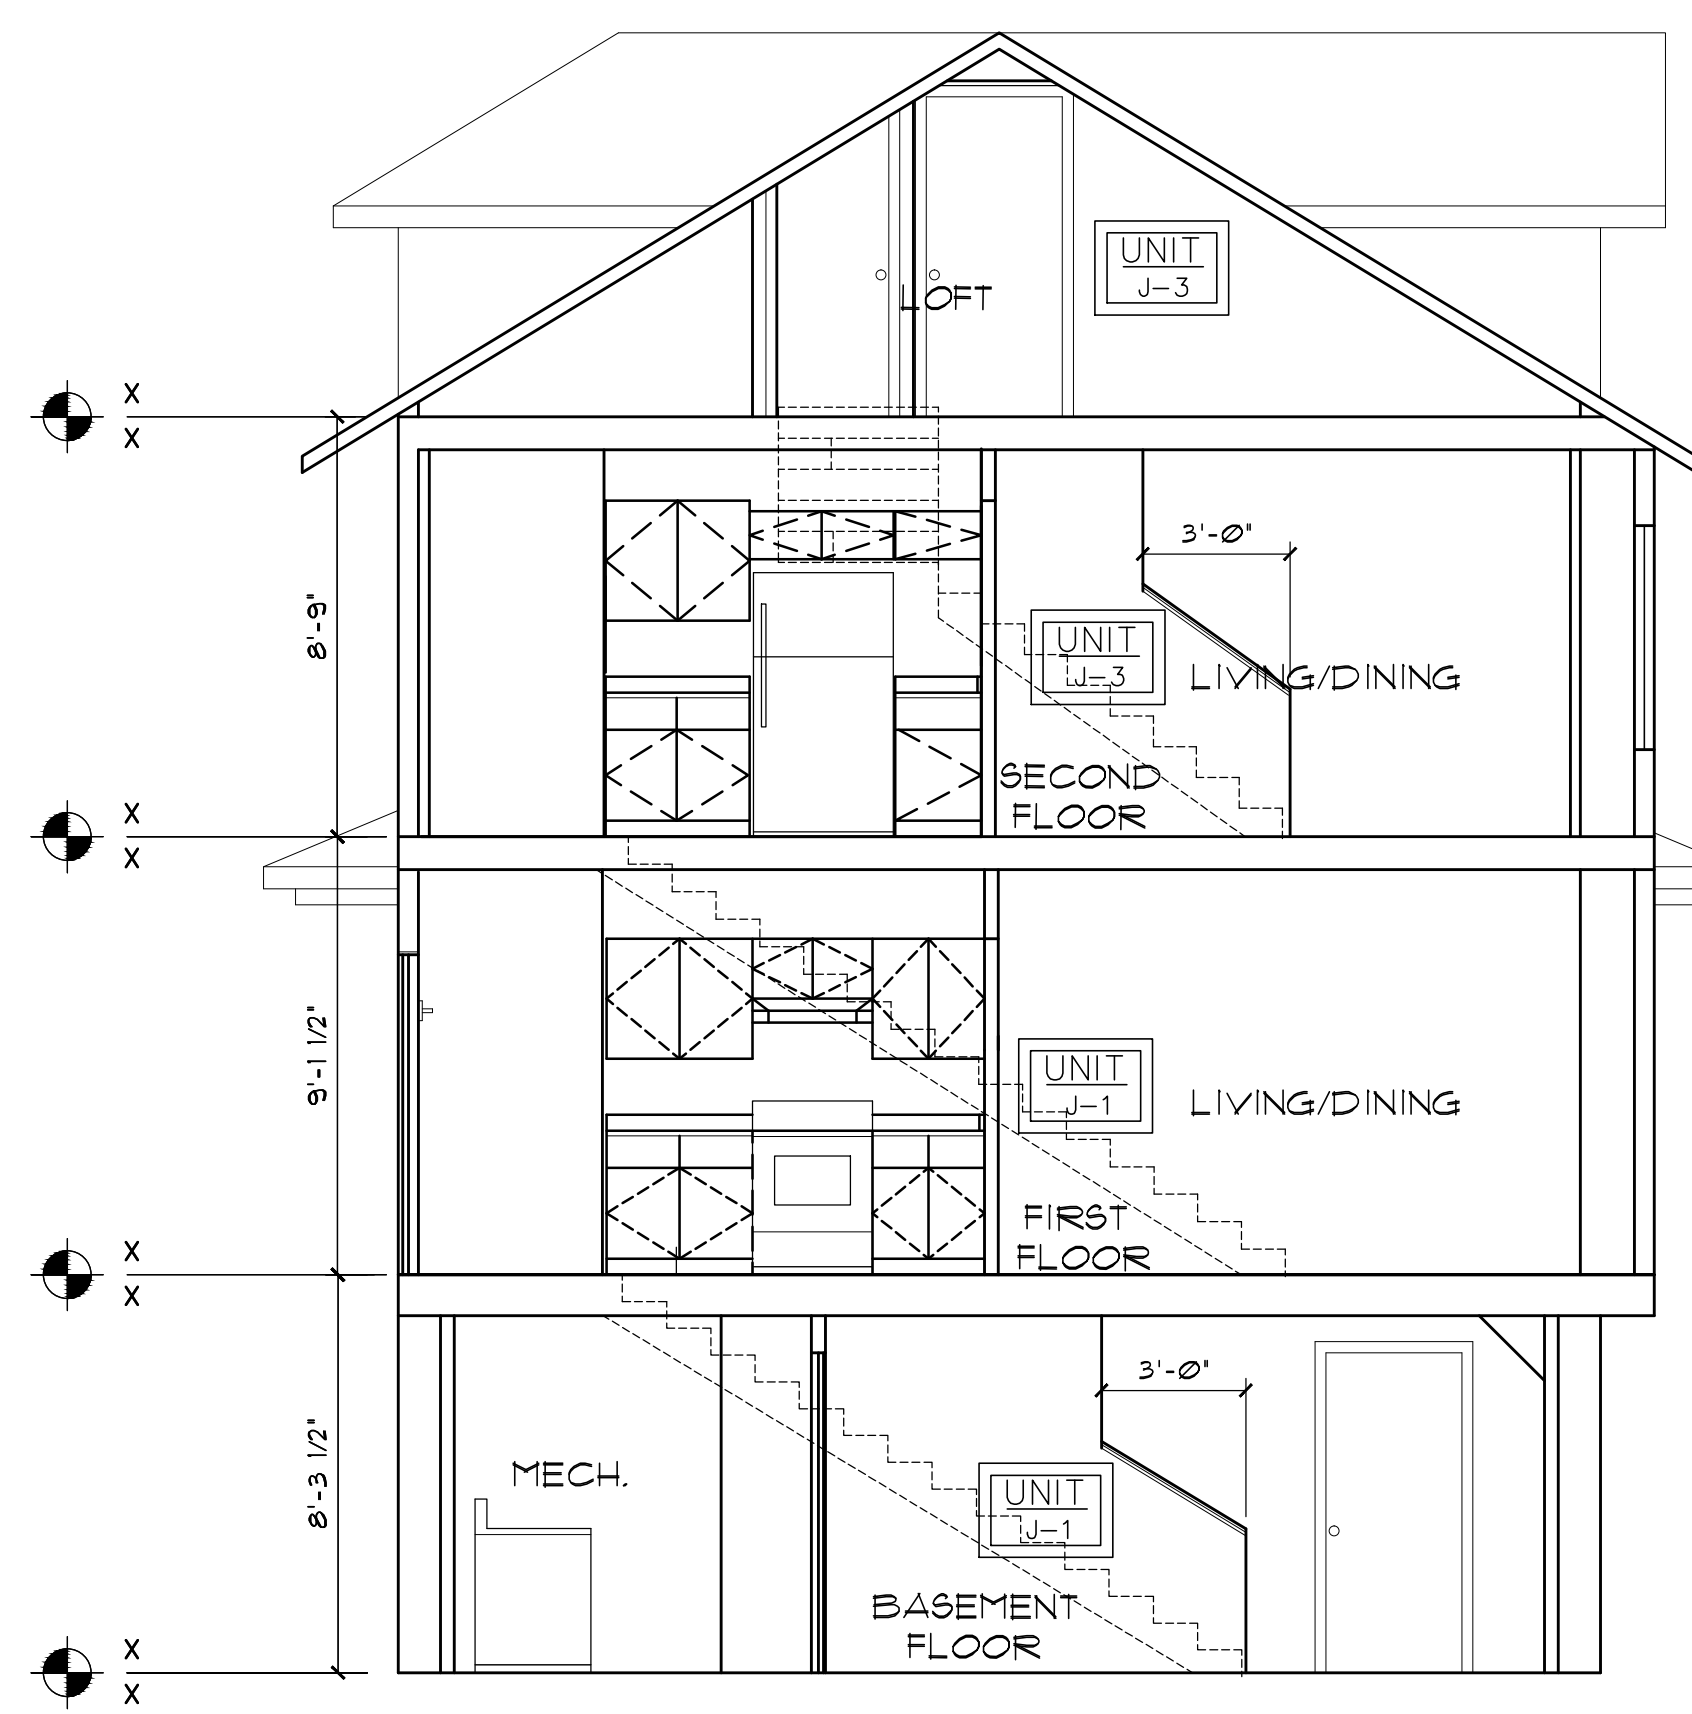 UNIT
J-3
LOFT
X
X
3'-0"
8'-9"
UNIT
J-3
LIVING/DINING
SECOND
FLOOR
X
X
9'-1 1/2"
UNIT
J-1
LIVING/DINING
FIRST
FLOOR
X
X
3'-0"
8'-3 1/2"
MECH.
UNIT
J-1
BASEMENT
FLOOR
X
X